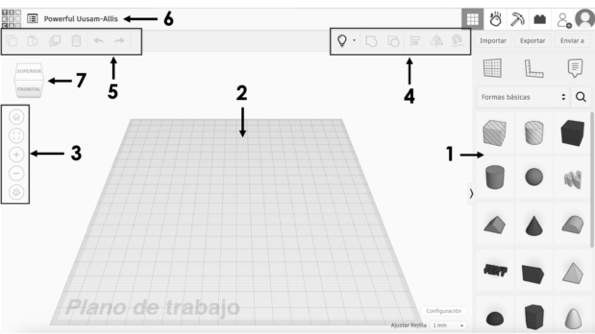 Powerful Uusam-Allis
6
SUPERIOR
FRONTAL
7
5
4
3
2
1
Importar
Exportar
Enviar a
Formas básicas
Plano de trabajo
Configuración
Ajustar Rejilla
1 mm